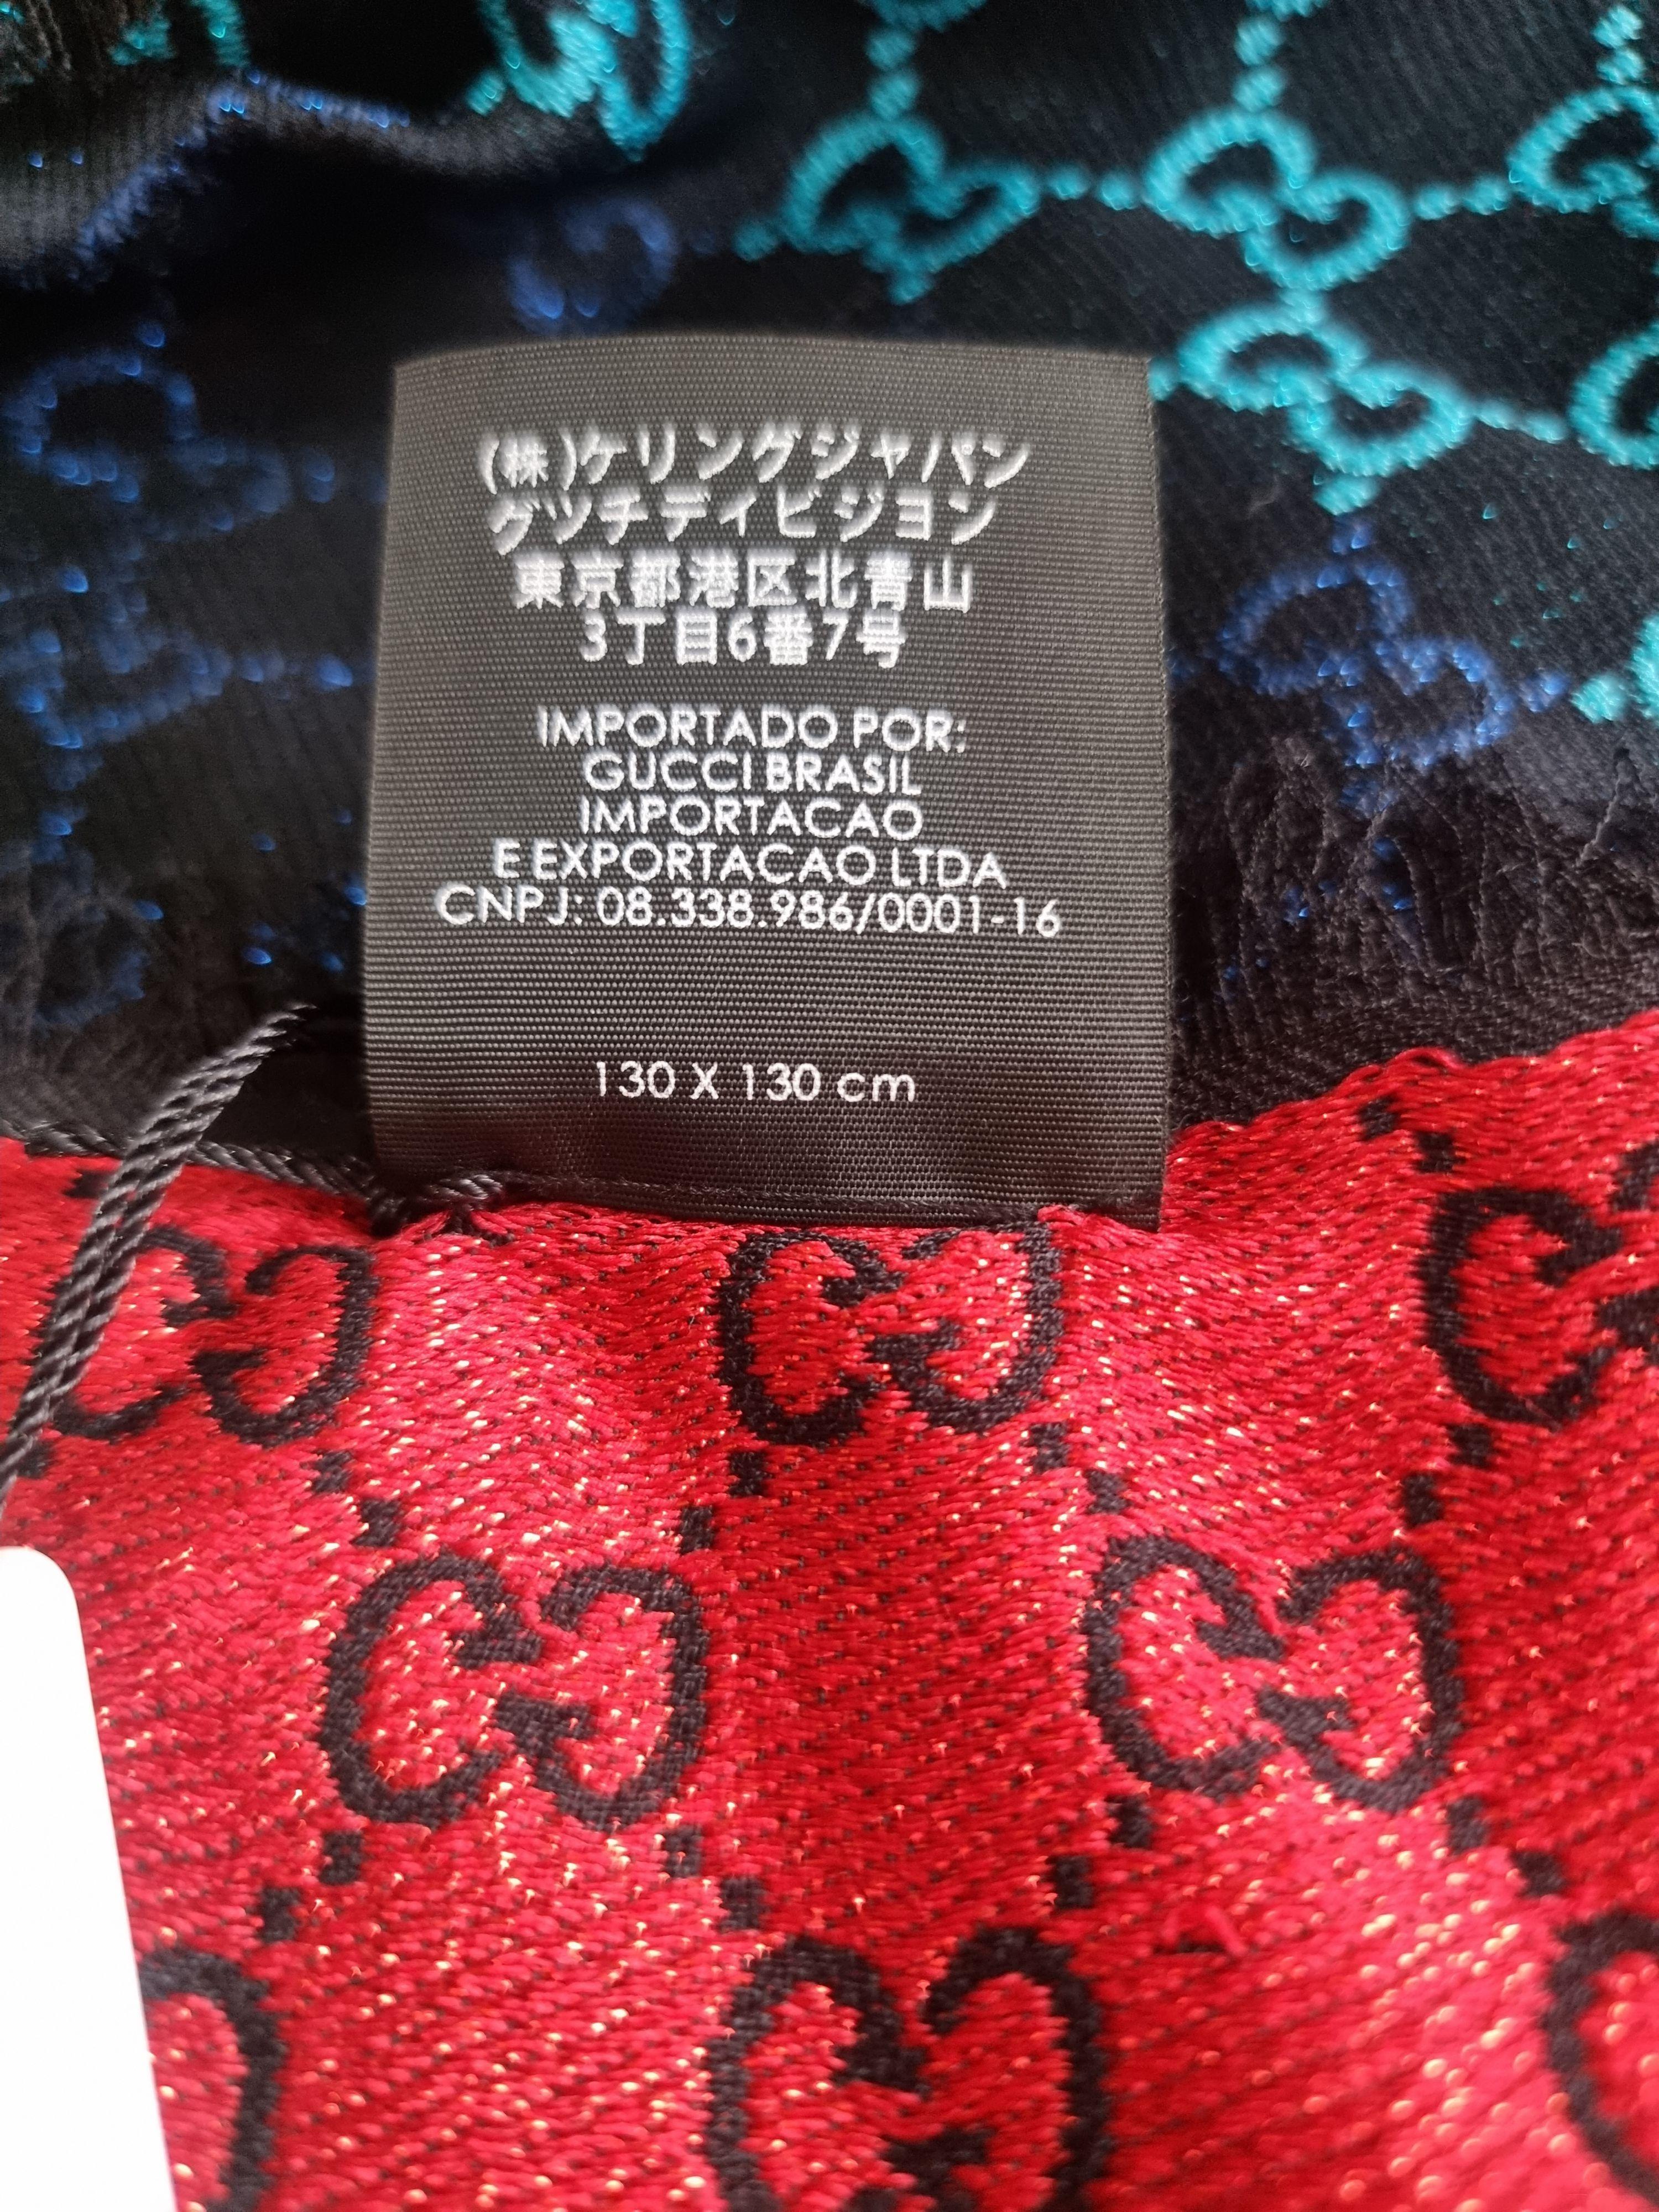 (株)ケリングジャパン
グツチディビジヨン
東京都港区北青山
3丁目6番7号
IMPORTADO POR:
GUCCI BRASIL
IMPORTACAO
E EXPORTACAO LTDA
CNPJ: 08.338.986/0001-16
130 X 130 cm